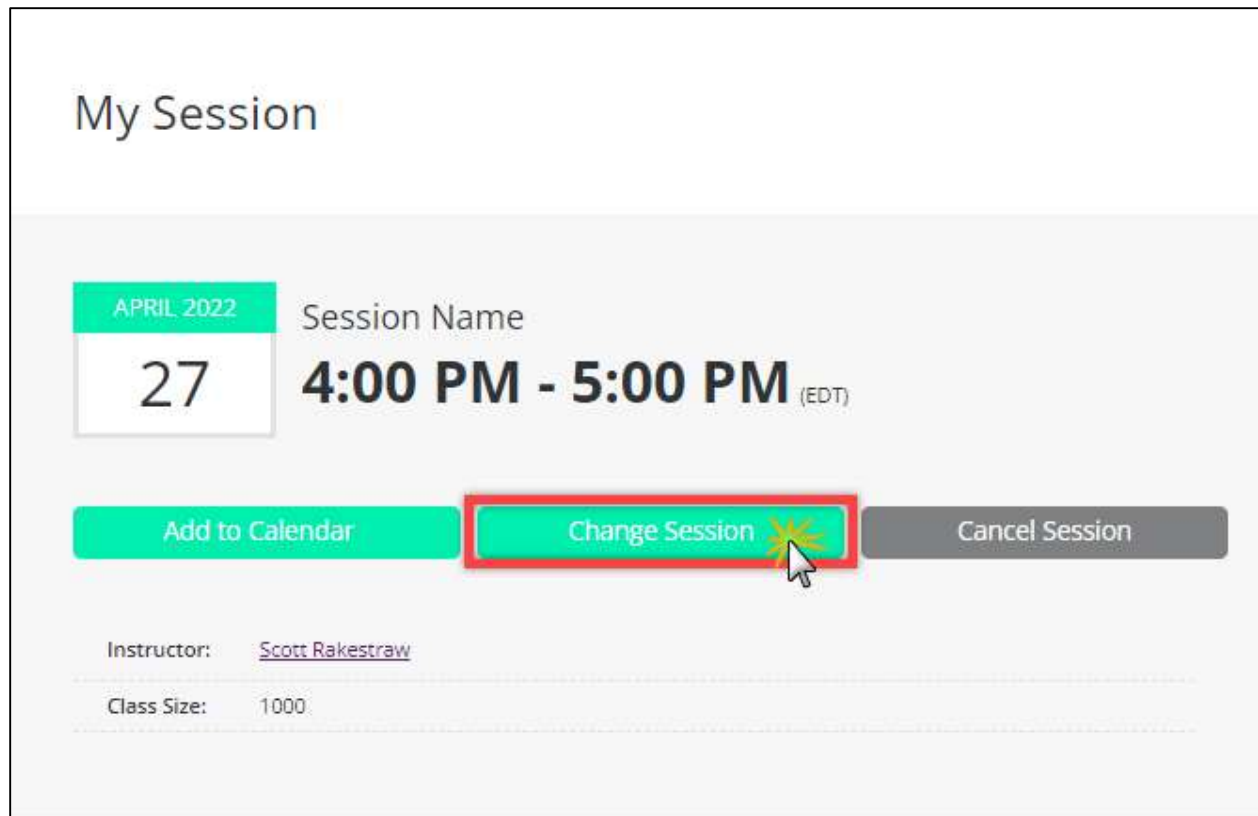 My Session
APRIL 2022
27
Session Name
4:00 PM - 5:00 PM (EDT)
Add to Calendar
Change Session
Cancel Session
Instructor: Scott Rakestraw
Class Size: 1000